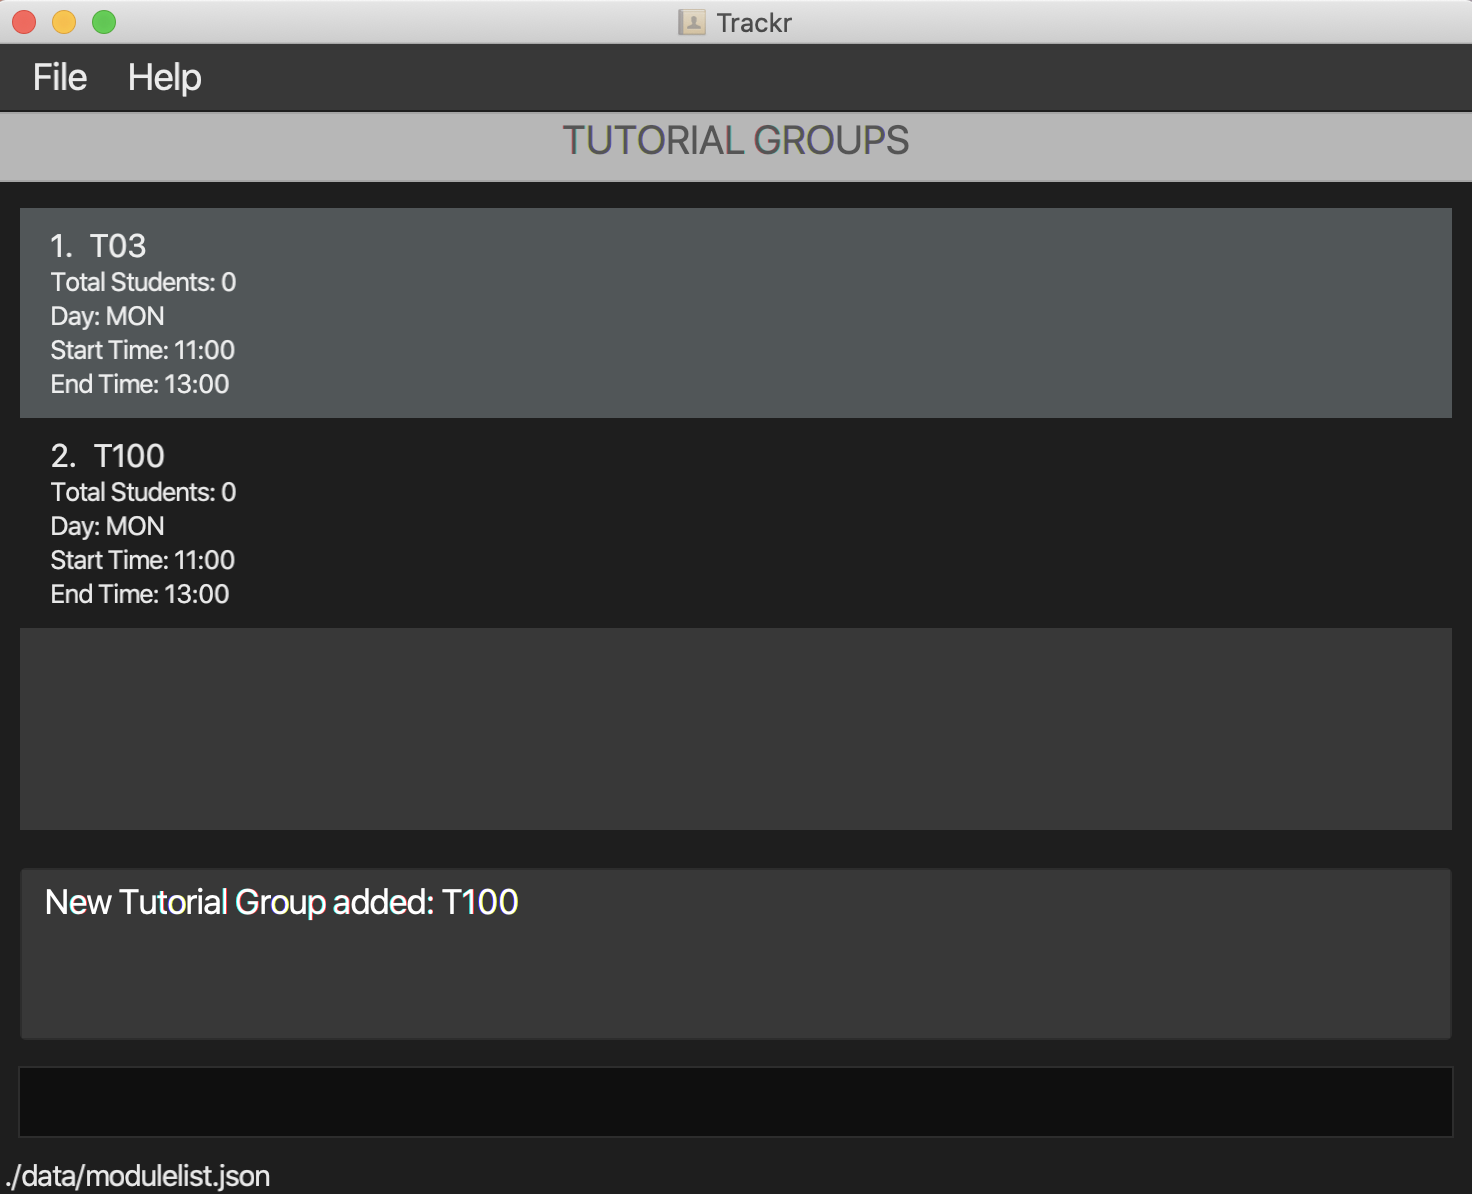 Trackr
File Help
TUTORIAL GROUPS
1. T03
Total Students: 0
Day: MON
Start Time: 11:00
End Time: 13:00
2. T100
Total Students: 0
Day: MON
Start Time: 11:00
End Time: 13:00
New Tutorial Group added: T100
./data/modulelist.json